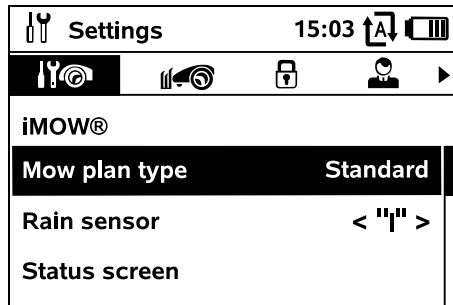 Settings 15:03 A
iMOW®
Mow plan type Standard
Rain sensor < "I" >
Status screen